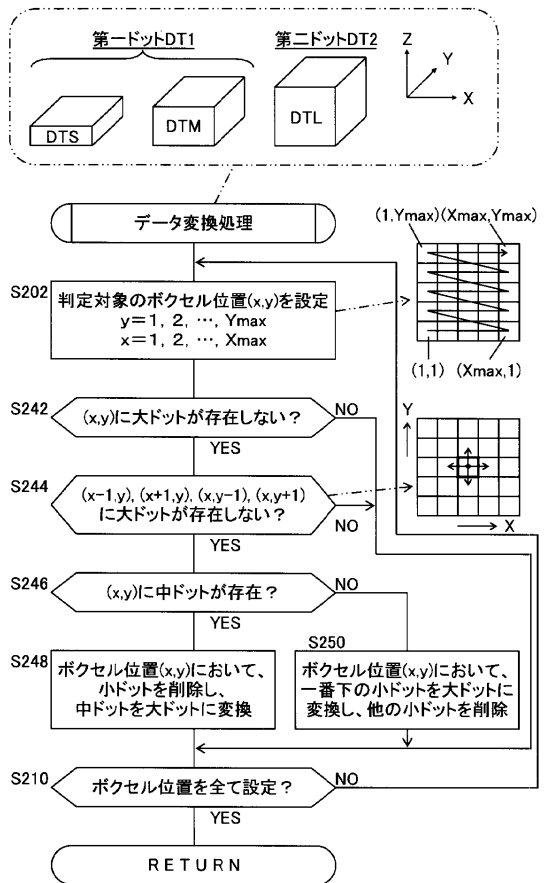 第一ドットDT1
第二ドットDT2
Z
Y
X
DTS
DTM
DTL
データ変換処理
(1,Ymax)(Xmax,Ymax)
S202
判定対象のボクセル位置(x,y)を設定
y=1, 2, …, Ymax
x=1, 2, …, Xmax
(1,1) (Xmax,1)
S242
(x,y)に大ドットが存在しない?
NO
YES
Y
X
S244
(x-1,y), (x+1,y), (x,y-1), (x,y+1)
に大ドットが存在しない?
NO
YES
S246
(x,y)に中ドットが存在?
NO
YES
S248
ボクセル位置(x,y)において、
小ドットを削除し、
中ドットを大ドットに変換
S250
ボクセル位置(x,y)において、
一番下の小ドットを大ドットに
変換し、他の小ドットを削除
S210
ボクセル位置を全て設定?
NO
YES
RETURN